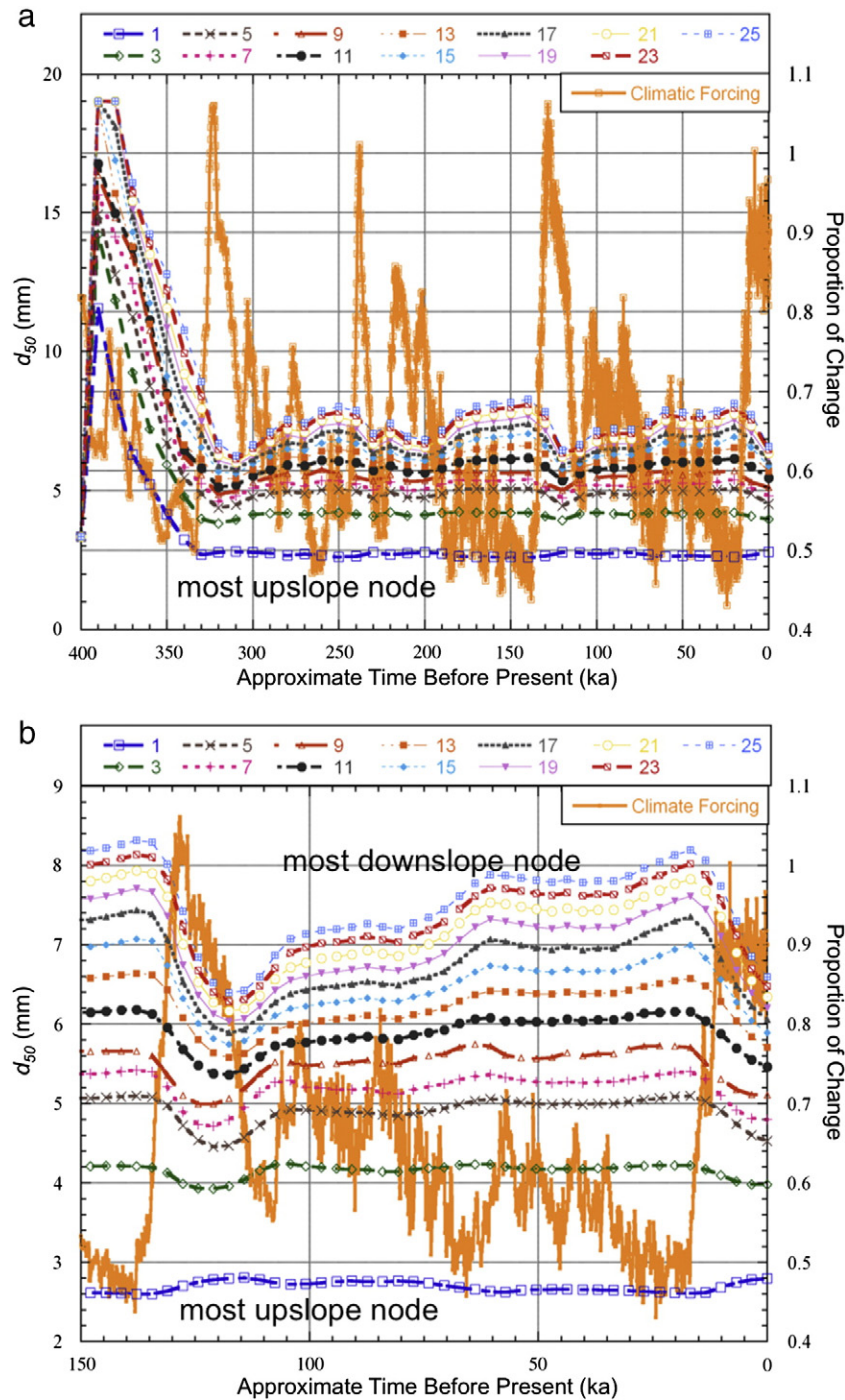 a
1 5 9 13 17 21 25
3 7 11 15 19 23
20 1.1
Climatic Forcing
1
15
0.9
0.8
10
0.7
0.6
5
0.5
most upslope node
0 0.4
d50 (mm)
Proportion of Change
400 350 300 250 200 150 100 50 0
Approximate Time Before Present (ka)
b
1 5 9 13 17 21 25
3 7 11 15 19 23
9 1.1
Climate Forcing
8 1
most downslope node
7 0.9
6 0.8
5 0.7
4 0.6
3 0.5
most upslope node
2 0.4
d50 (mm)
Proportion of Change
150 100 50 0
Approximate Time Before Present (ka)